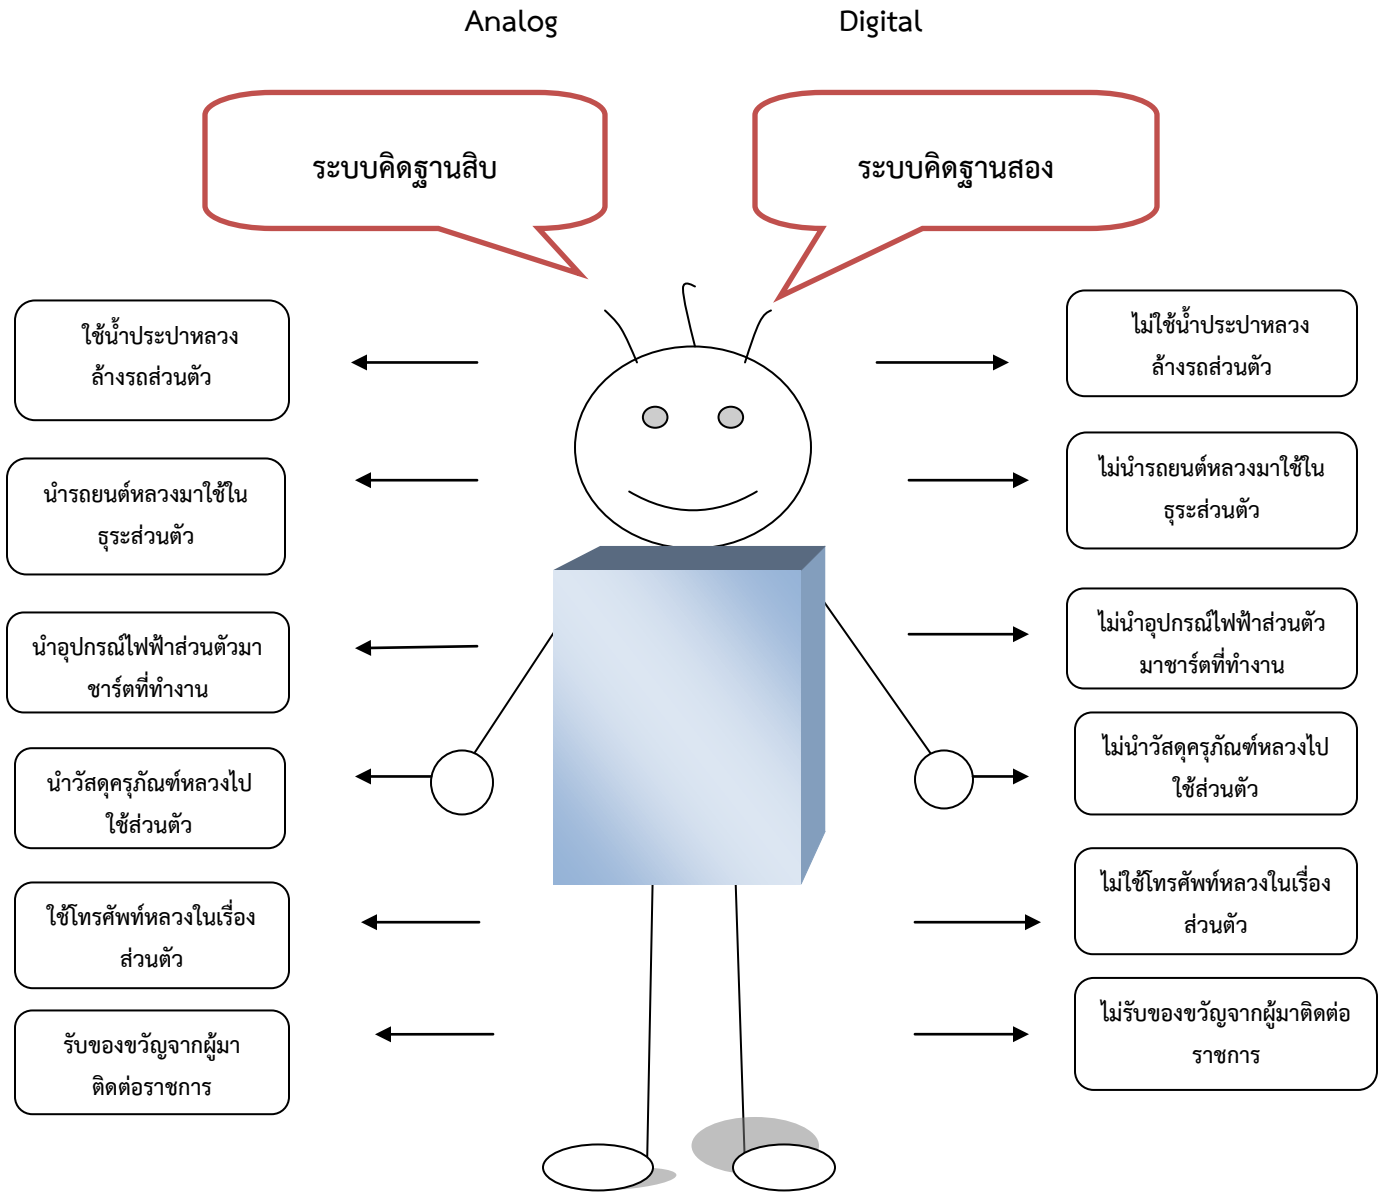 Analog
Digital
ระบบคิดฐานสิบ
ระบบคิดฐานสอง
ใช้น้ำประปาหลวง
ล้างรถส่วนตัว
ไม่ใช้น้ำประปาหลวง
ล้างรถส่วนตัว
นำรถยนต์หลวงมาใช้ใน
ธุระส่วนตัว
ไม่นำรถยนต์หลวงมาใช้ใน
ธุระส่วนตัว
นำอุปกรณ์ไฟฟ้าส่วนตัวมา
ชาร์ตที่ทำงาน
ไม่นำอุปกรณ์ไฟฟ้าส่วนตัว
มาชาร์ตที่ทำงาน
นำวัสดุครุภัณฑ์หลวงไป
ใช้ส่วนตัว
ไม่นำวัสดุครุภัณฑ์หลวงไป
ใช้ส่วนตัว
ใช้โทรศัพท์หลวงในเรื่อง
ส่วนตัว
ไม่ใช้โทรศัพท์หลวงในเรื่อง
ส่วนตัว
รับของขวัญจากผู้มา
ติดต่อราชการ
ไม่รับของขวัญจากผู้มาติดต่อ
ราชการ